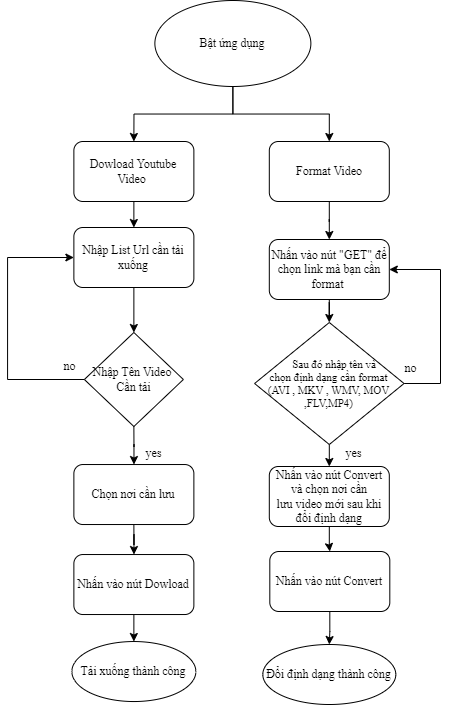 Bật ứng dụng
Dowload Youtube
Video
Nhập List Url cần tải
xuống
no
Nhập Tên Video
Cần tải
yes
Chọn nơi cần lưu
Nhấn vào nút Dowload
Tải xuống thành công
Format Video
Nhấn vào nút "GET" để
chọn link mà bạn cần
format
Sau đó nhập tên và
chọn định dạng cần format
(AVI , MKV , WMV, MOV
,FLV,MP4)
no
yes
Nhấn vào nút Convert
và chọn nơi cần
lưu video mới sau khi
đổi định dạng
Nhấn vào nút Convert
Đổi định dạng thành công